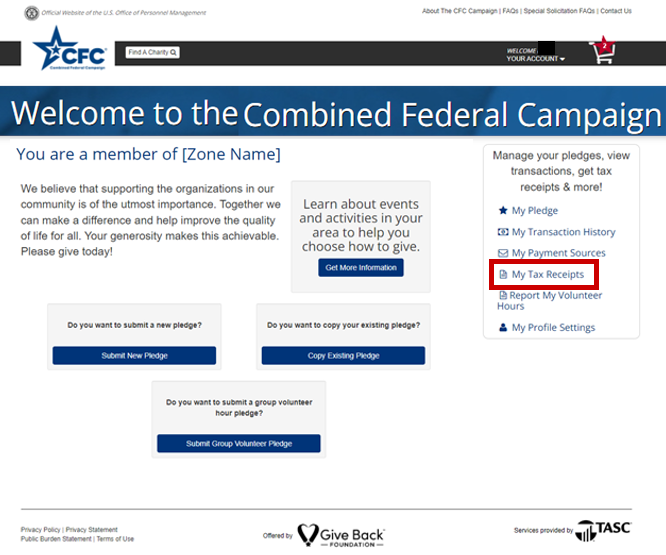 Official Website of the U.S. Office of Personnel Management
About The CFC Campaign | FAQs | Special Solicitation FAQs | Contact Us
CFC
Combined Federal Campaign
Find A Charity
WELCOME
YOUR ACCOUNT
2
Welcome to the Combined Federal Campaign
You are a member of [Zone Name]
We believe that supporting the organizations in our
community is of the utmost importance. Together we
can make a difference and help improve the quality
of life for all. Your generosity makes this achievable.
Please give today!
Learn about events
and activities in your
area to help you
choose how to give.
Get More Information
Manage your pledges, view
transactions, get tax
receipts & more!
My Pledge
My Transaction History
My Payment Sources
My Tax Receipts
Report My Volunteer
Hours
My Profile Settings
Do you want to submit a new pledge?
Submit New Pledge
Do you want to copy your existing pledge?
Copy Existing Pledge
Do you want to submit a group volunteer
hour pledge?
Submit Group Volunteer Pledge
Privacy Policy | Privacy Statement
Public Burden Statement | Terms of Use
Offered by
Give Back
FOUNDATION
Services provided by
TASC